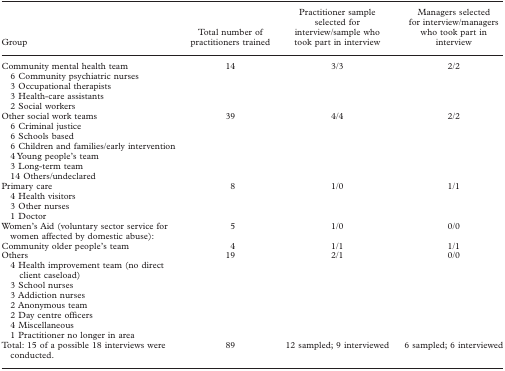 Group
Total number of
practitioners trained
Practitioner sample
selected for
interview/sample who
took part in interview
Managers selected
for interview/managers
who took part in
interview
Community mental health team 14 3/3 2/2
6 Community psychiatric nurses
3 Occupational therapists
3 Health-care assistants
2 Social workers
Other social work teams 39 4/4 2/2
6 Criminal justice
6 Schools based
6 Children and families/early intervention
4 Young people's team
3 Long-term team
14 Others/undeclared
Primary care 8 1/0 1/1
4 Health visitors
3 Other nurses
1 Doctor
Women's Aid (voluntary sector service for 5 1/0 0/0
women affected by domestic abuse):
Community older people's team 4 1/1 1/1
Others 19 2/1 0/0
4 Health improvement team (no direct
client caseload)
3 School nurses
3 Addiction nurses
2 Anonymous team
2 Day centre officers
4 Miscellaneous
1 Practitioner no longer in area
Total: 15 of a possible 18 interviews were 89 12 sampled; 9 interviewed 6 sampled; 6 interviewed
conducted.